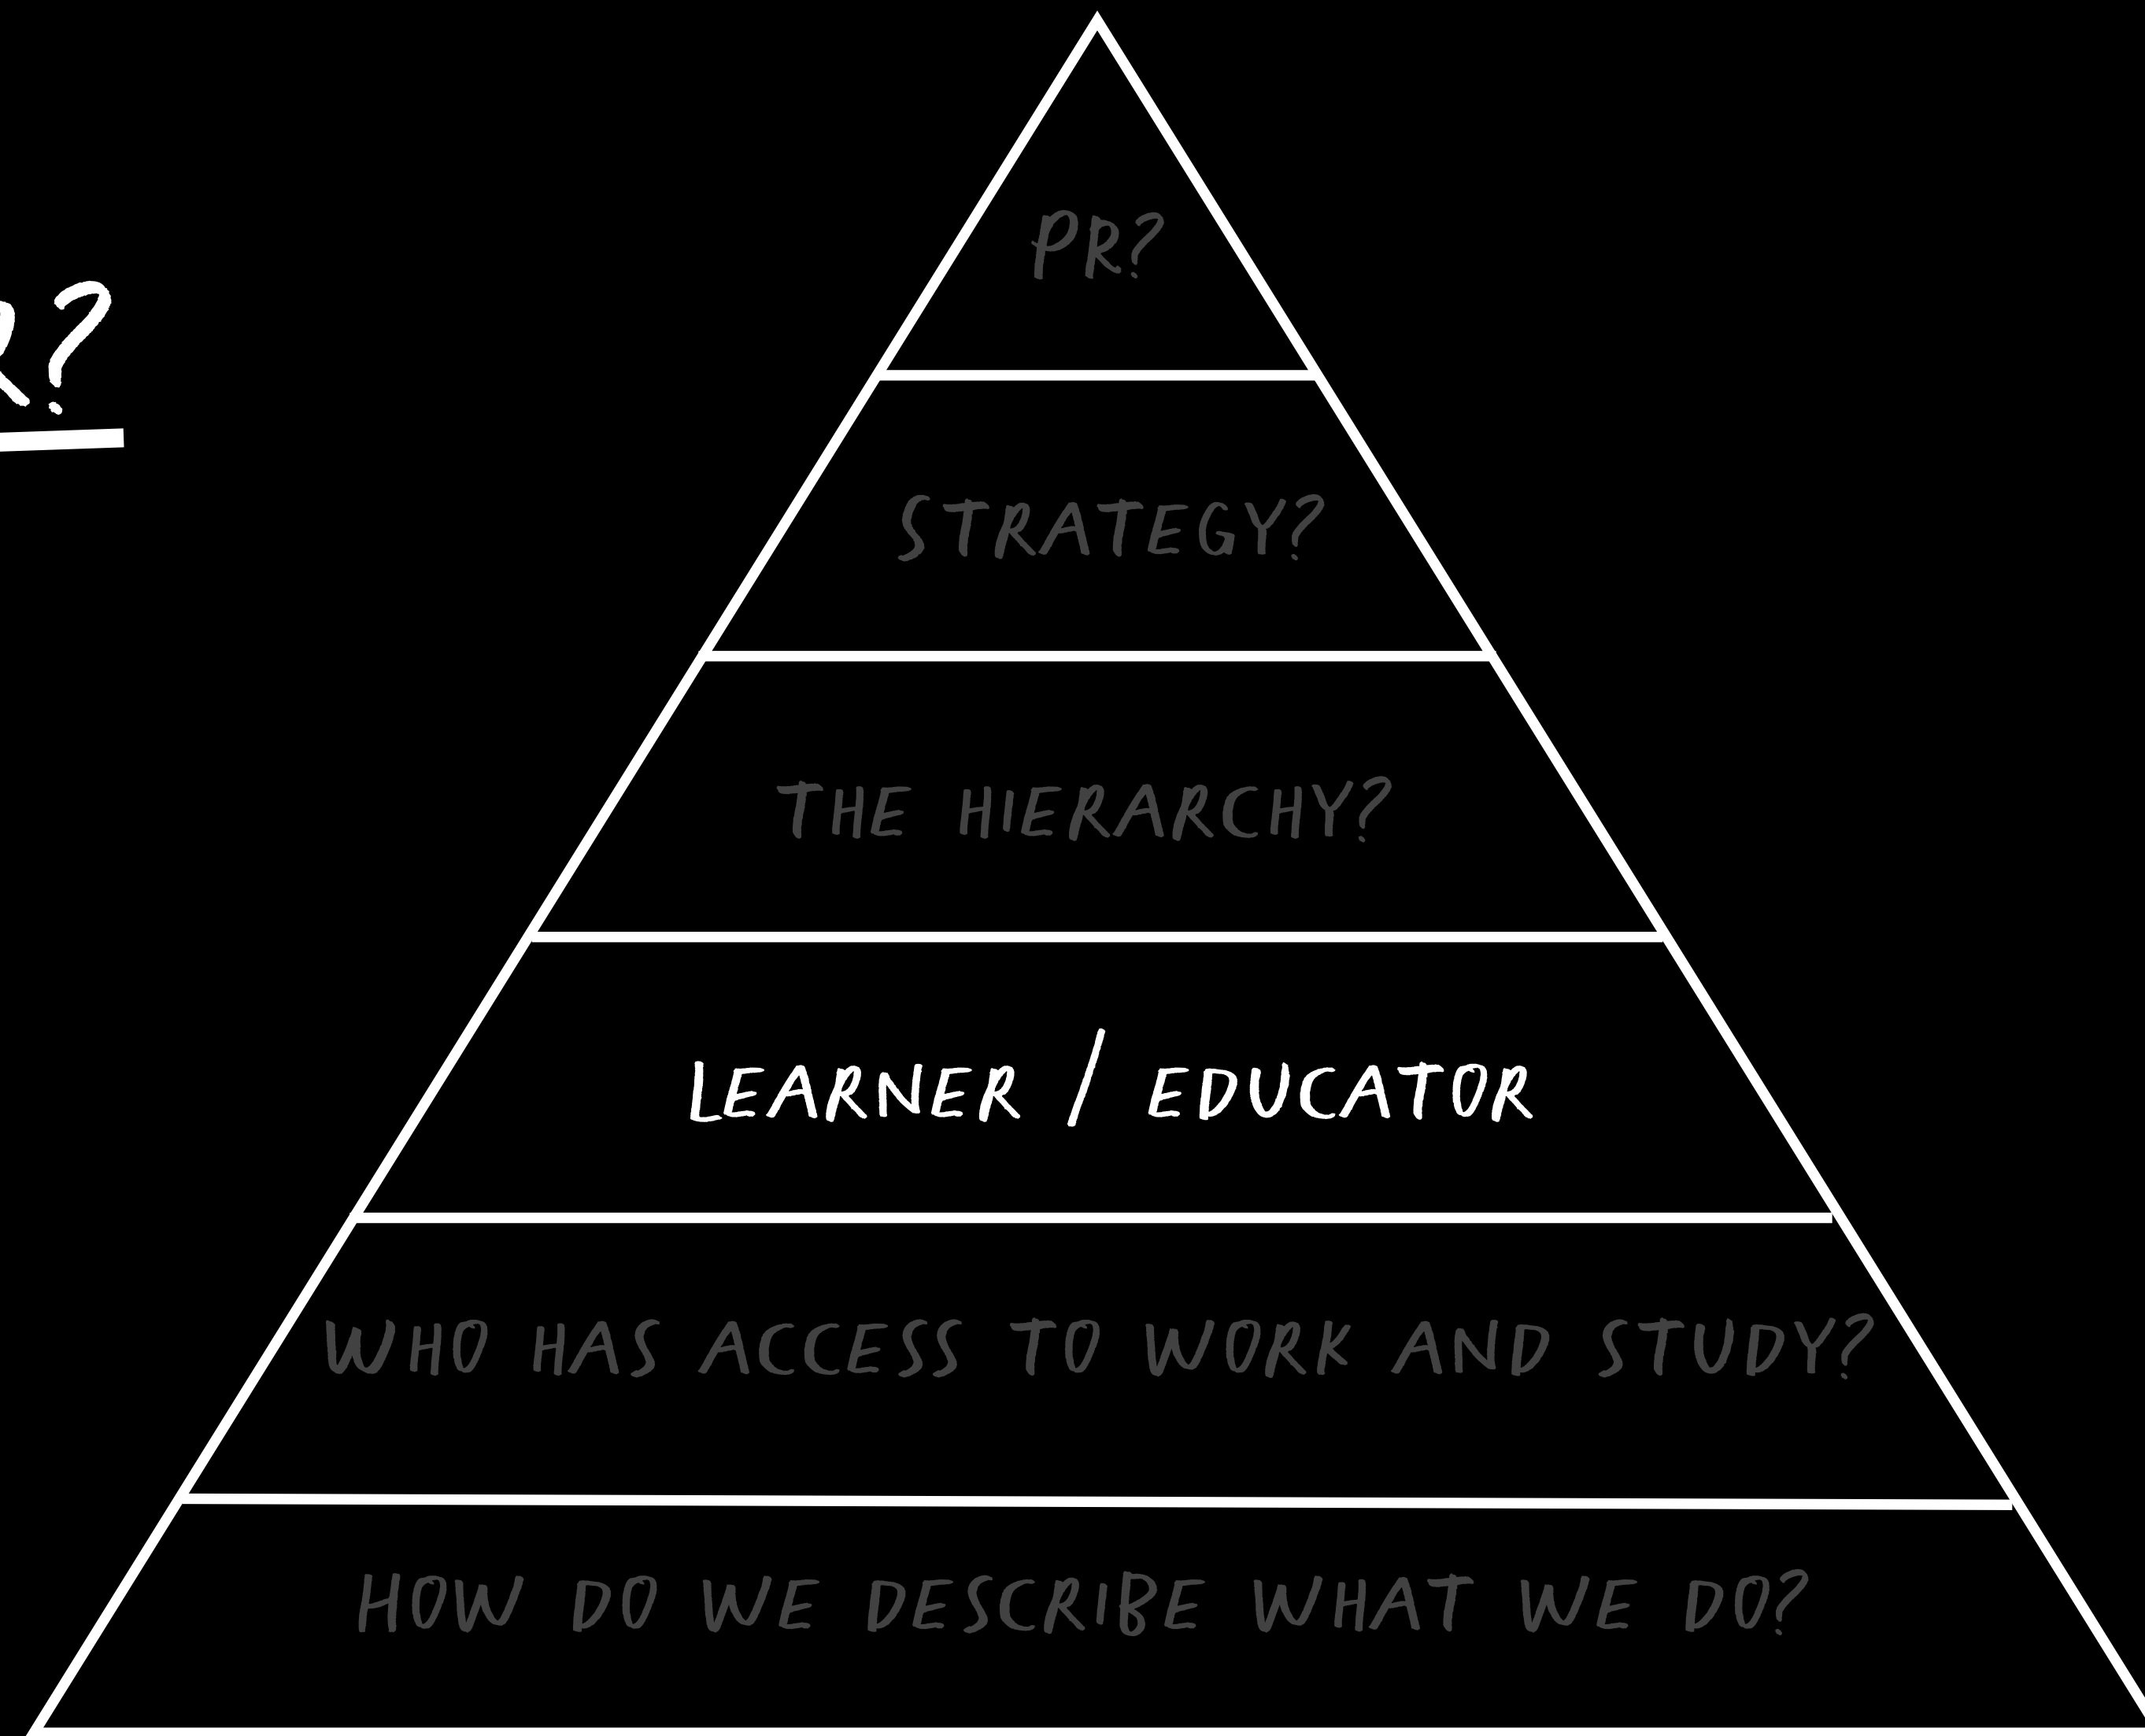 R?
PR?
STRATEGY?
THE HIERARCHY?
LEARNER / EDUCATOR
WHO HAS ACCESS TO WORK AND STUDY?
HOW DO WE DESCRIBE WHAT WE DO?